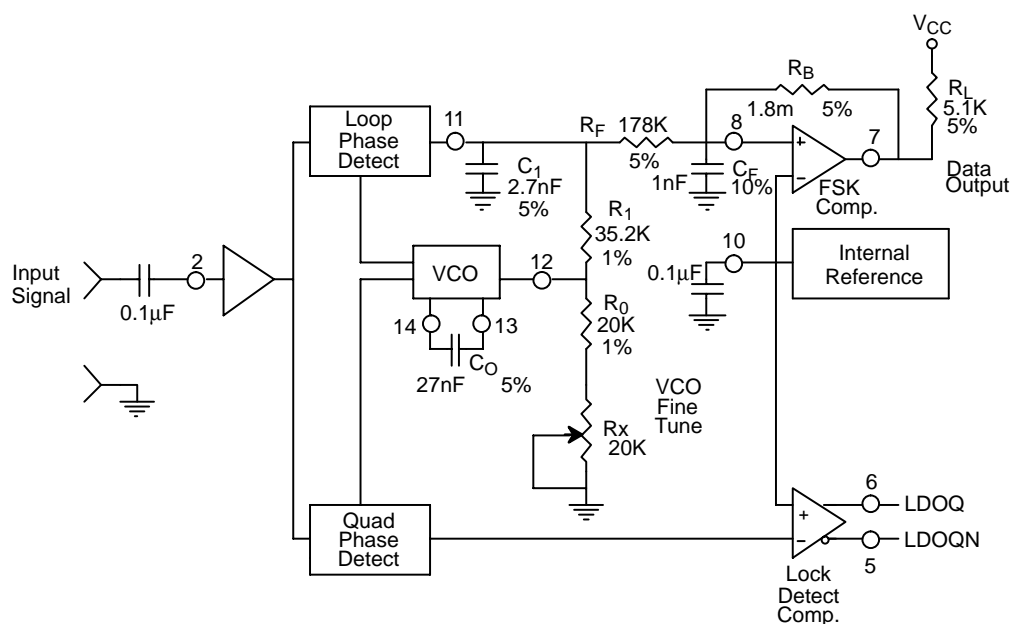 VCC
RB
1.8m 5%
RL
5.1K
5%
Loop
Phase
Detect
11
RF 178K
5%
8
+
−
7
C1
2.7nF
5%
1nF
CF
10%
FSK
Comp.
Data
Output
R1
35.2K
1%
10
0.1µF
Internal
Reference
Input
Signal
0.1µF
2
VCO
12
14 13
CO
27nF 5%
R0
20K
1%
VCO
Fine
Tune
Rx
20K
Quad
Phase
Detect
+
−
6
LDOQ
LDOQN
5
Lock
Detect
Comp.